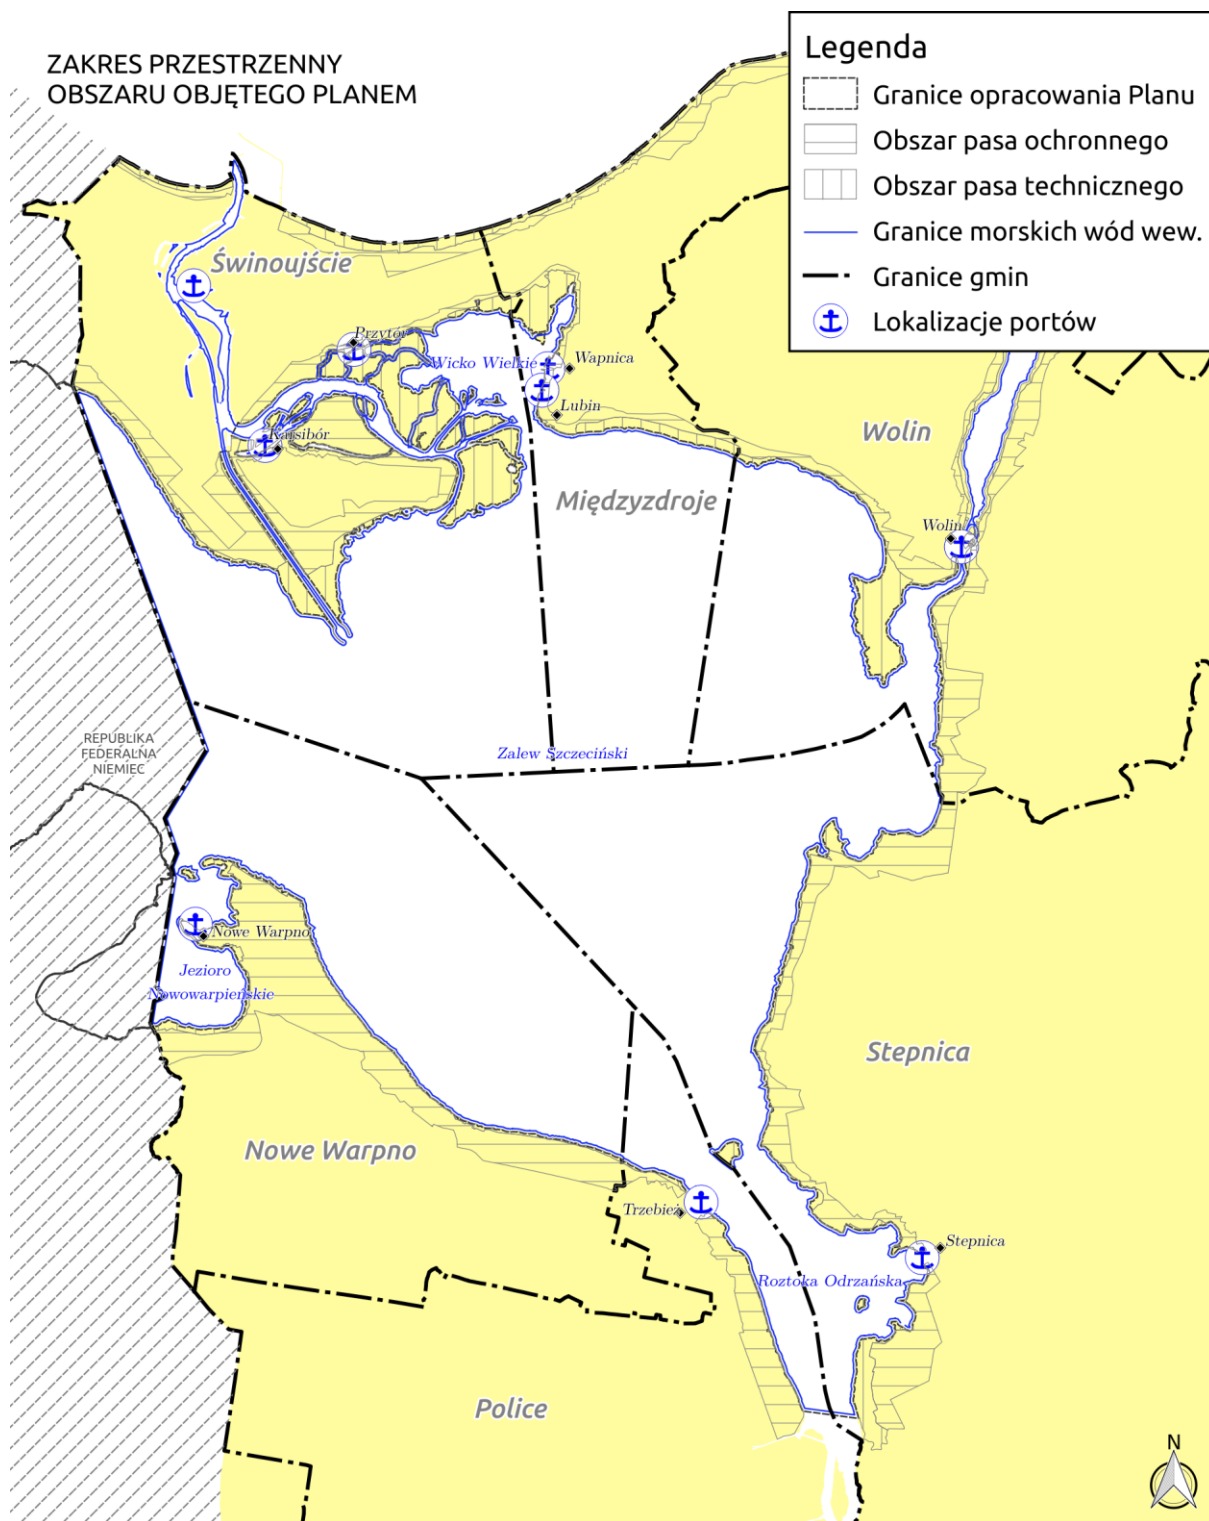 ZAKRES PRZESTRZENNY
OBSZARU OBJĘTEGO PLANEM
Legenda
Granice opracowania Planu
Obszar pasa ochronnego
Obszar pasa technicznego
Granice morskich wód wew.
Granice gmin
Lokalizacje portów
Świnoujście
Przytór
Wicko Wielkie
Wapnica
Lubin
Karsibór
Wolin
Międzyzdroje
Wolin
REPUBLIKA
FEDERALNA
NIEMIEC
Zalew Szczeciński
Nowe Warpno
Jezioro
Nowowarpieńskie
Stepnica
Nowe Warpno
Trzebież
Stepnica
Roztoka Odrzańska
Police
N